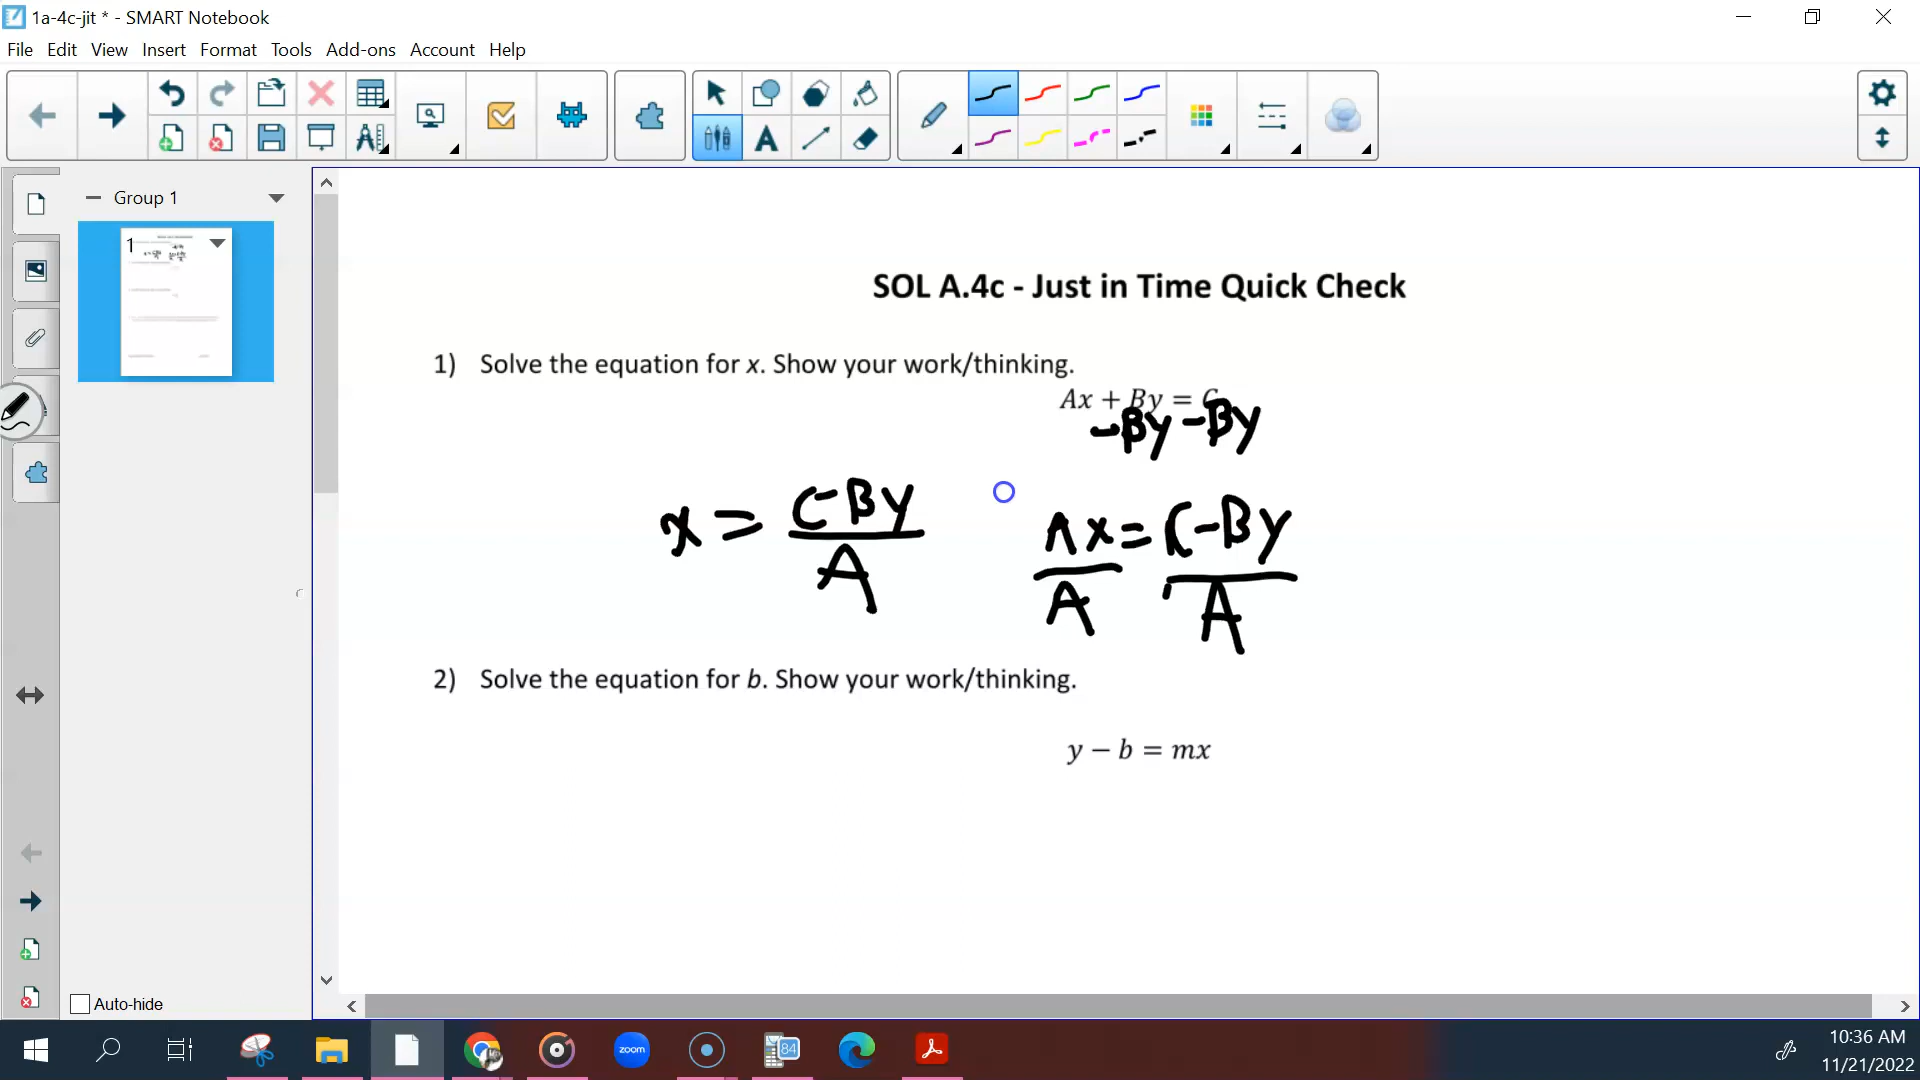 1a-4c-jit * - SMART Notebook
File Edit View Insert Format Tools Add-ons Account Help
Group 1
1
SOL A.4c - Just in Time Quick Check
1) Solve the equation for x. Show your work/thinking.
Ax + By = C
-By -By
x = C-By / A
Ax = C-By
A A
2) Solve the equation for b. Show your work/thinking.
y − b = mx
Auto-hide
zoom
84
10:36 AM
11/21/2022